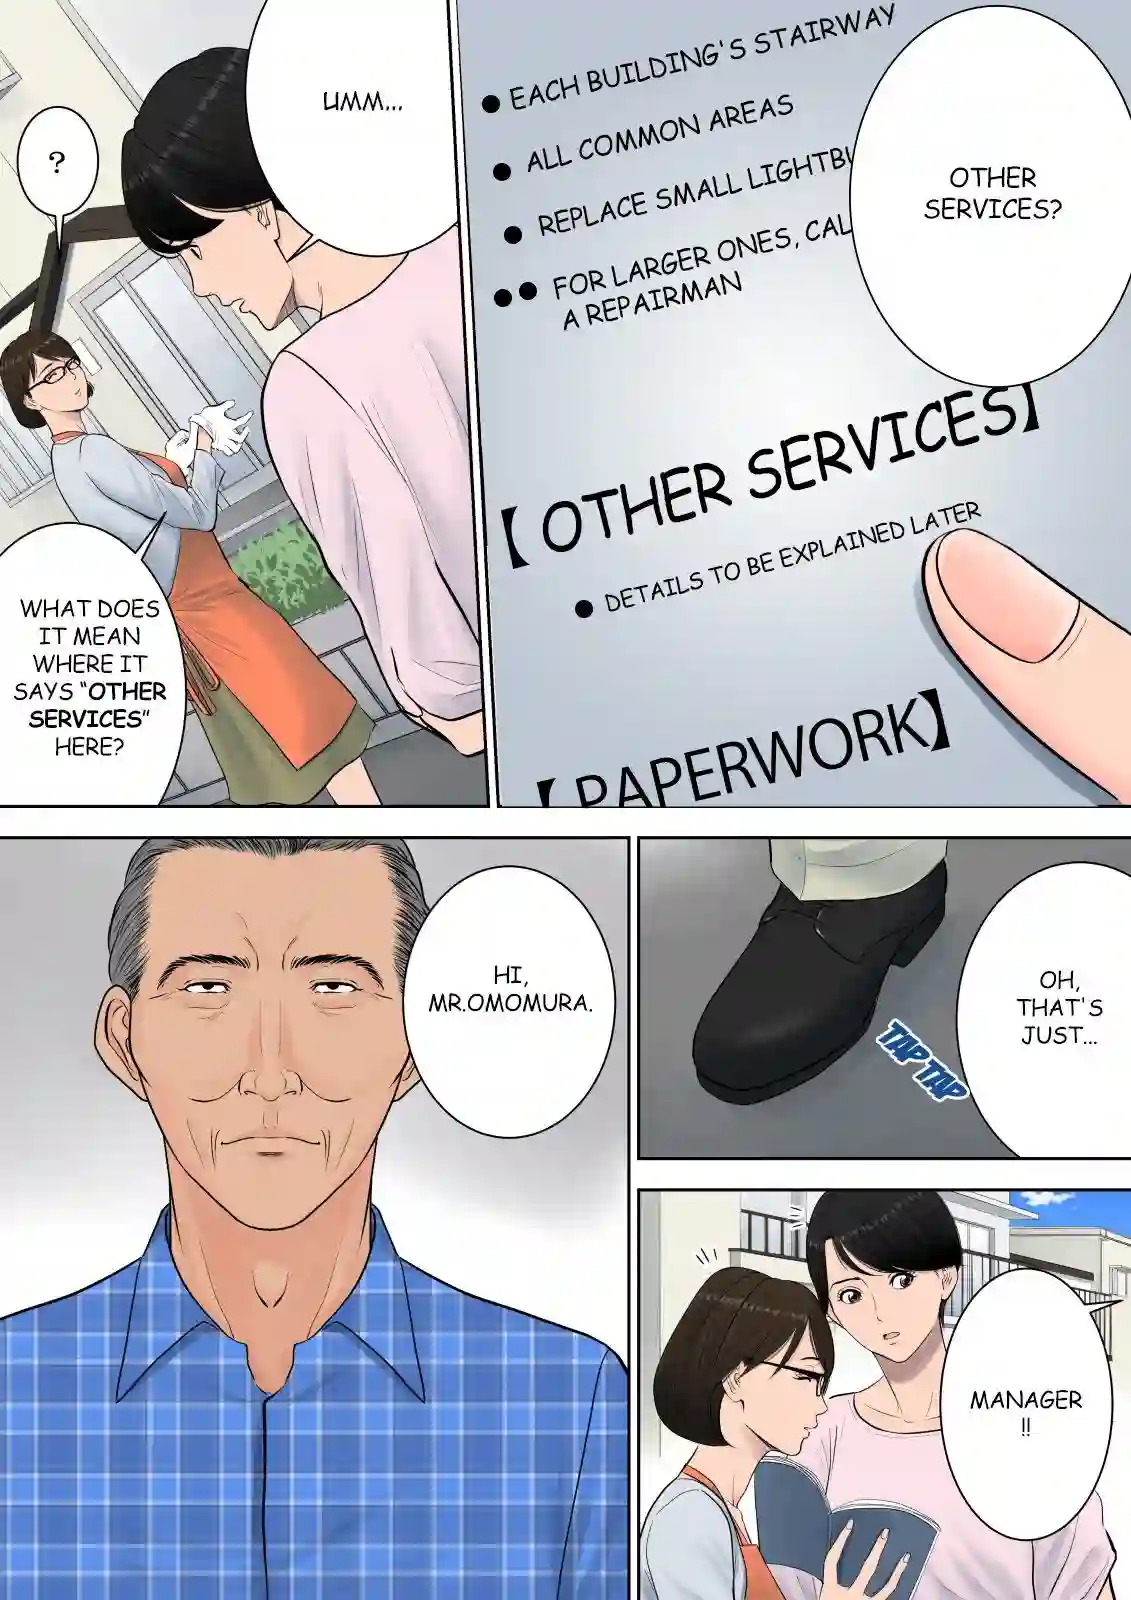 EACH BUILDING'S STAIRWAY
ALL COMMON AREAS
REPLACE SMALL
FOR LARGER ONES,
A REPAIRMAN
【OTHER SERVICES】
DETAILS TO BE EXPLAINED LATER
【PAPERWORK】
OTHER
SERVICES?
UMM...
?
WHAT DOES
IT MEAN
WHERE IT
SAYS “OTHER
SERVICES”
HERE?
OH,
THAT'S
JUST...
TAP TAP
MANAGER
!!
HI,
MR.OMOMURA.